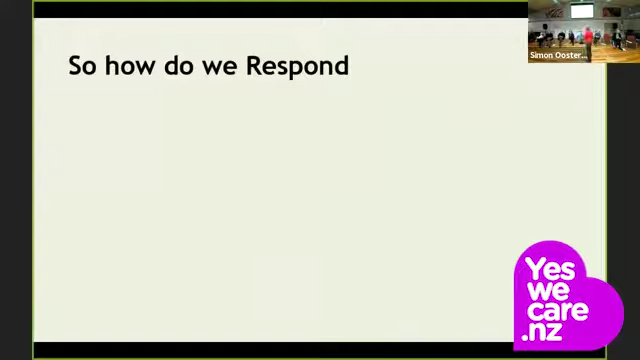 So how do we Respond
Simon Ooster...
Yes
we
care
.nz